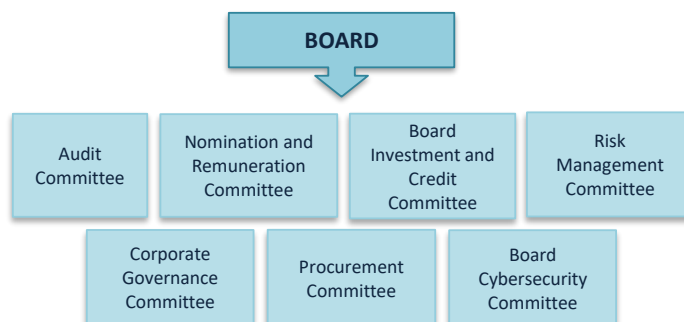 BOARD
Audit
Committee
Nomination and
Remuneration
Committee
Board
Investment and
Credit
Committee
Risk
Management
Committee
Corporate
Governance
Committee
Procurement
Committee
Board
Cybersecurity
Committee